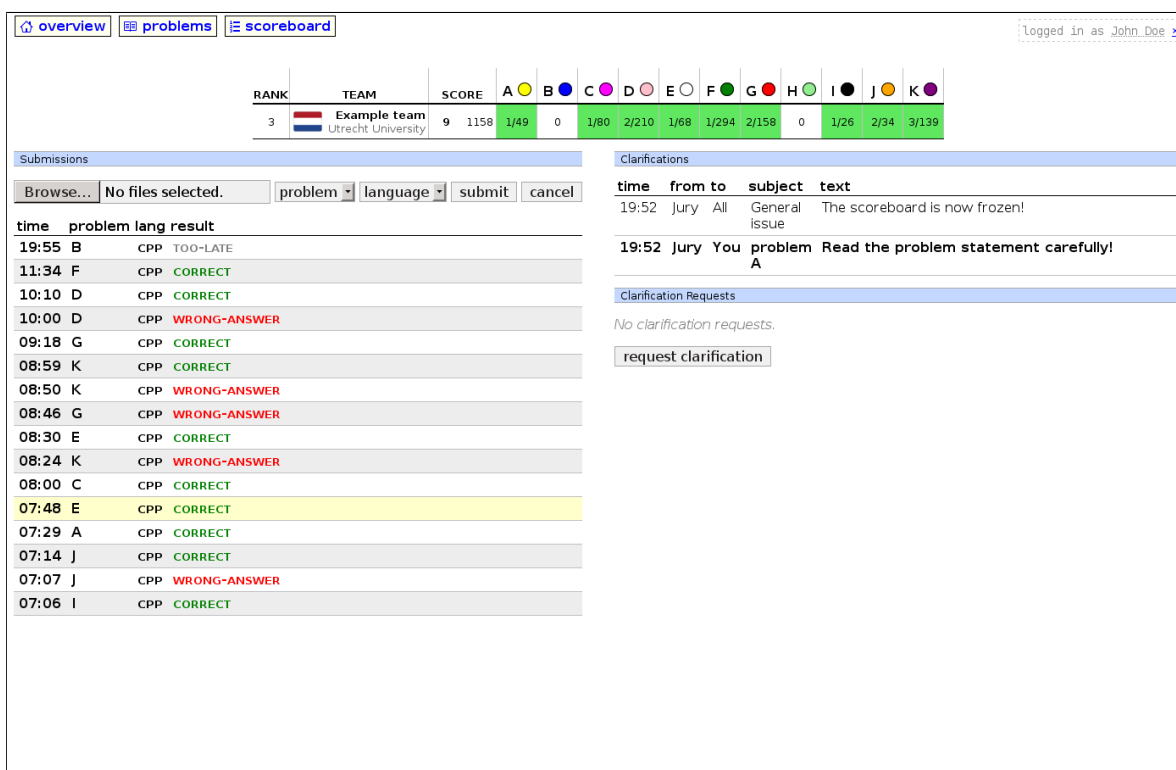 overview problems scoreboard
logged in as John Doe
RANK TEAM SCORE A B C D E F G H I J K
3 Example team 9 1158 1/49 0 1/80 2/210 1/68 1/294 2/158 0 1/26 2/34 3/139
Utrecht University
Submissions
Browse... No files selected. problem language submit cancel
time problem lang result
19:55 B CPP TOO-LATE
11:34 F CPP CORRECT
10:10 D CPP CORRECT
10:00 D CPP WRONG-ANSWER
09:18 G CPP CORRECT
08:59 K CPP CORRECT
08:50 K CPP WRONG-ANSWER
08:46 G CPP WRONG-ANSWER
08:30 E CPP CORRECT
08:24 K CPP WRONG-ANSWER
08:00 C CPP CORRECT
07:48 E CPP CORRECT
07:29 A CPP CORRECT
07:14 J CPP CORRECT
07:07 J CPP WRONG-ANSWER
07:06 I CPP CORRECT
Clarifications
time from to subject text
19:52 Jury All General The scoreboard is now frozen!
issue
19:52 Jury You problem Read the problem statement carefully!
A
Clarification Requests
No clarification requests.
request clarification